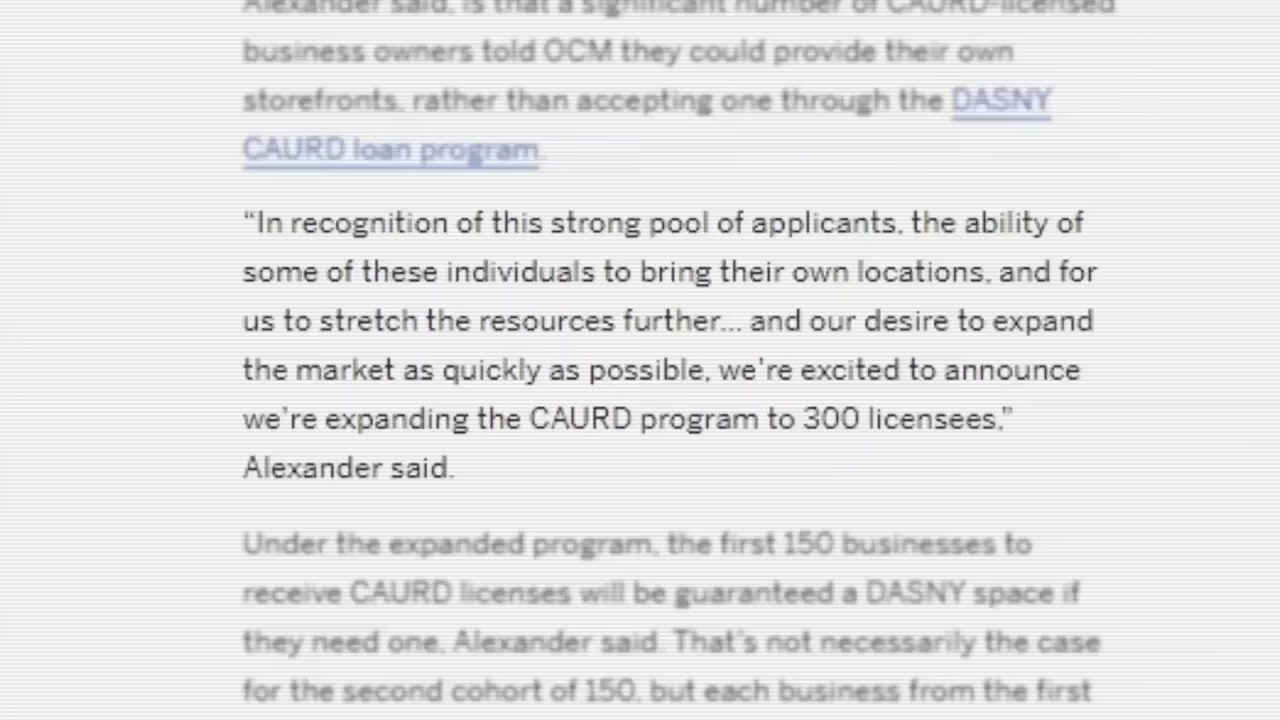 Alexander said, is that a significant number of CAURD-licensed
business owners told OCM they could provide their own
storefronts, rather than accepting one through the DASNY
CAURD loan program.
“In recognition of this strong pool of applicants, the ability of
some of these individuals to bring their own locations, and for
us to stretch the resources further... and our desire to expand
the market as quickly as possible, we're excited to announce
we're expanding the CAURD program to 300 licensees,”
Alexander said.
Under the expanded program, the first 150 businesses to
receive CAURD licenses will be guaranteed a DASNY space if
they need one, Alexander said. That's not necessarily the case
for the second cohort of 150, but each business from the first